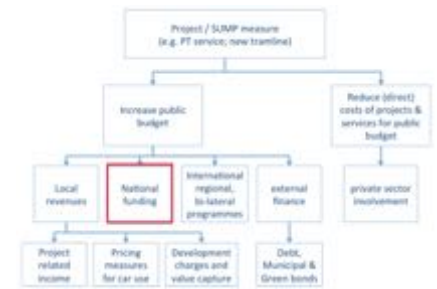 Project / SUMP measure
(e.g. PT service; new tramline)
Increase public
budget
Reduce (direct)
costs of projects &
services for public
budget
Local
revenues
National
funding
International
regional,
bi-lateral
programmes
external
finance
private sector
involvement
Project
related
income
Pricing
measures
for car use
Development
charges and
value capture
Debt,
Municipal &
Green bonds